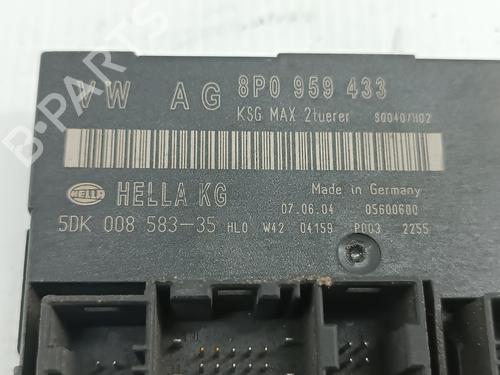 VW AG 8P0 959 433
KSG MAX 2tuerer S0040/H02
HELLA HELLA KG Made in Germany
07.06.04 05600600
5DK 008 583-35 HL0 W42 04159 P003 2255
B-PARTS